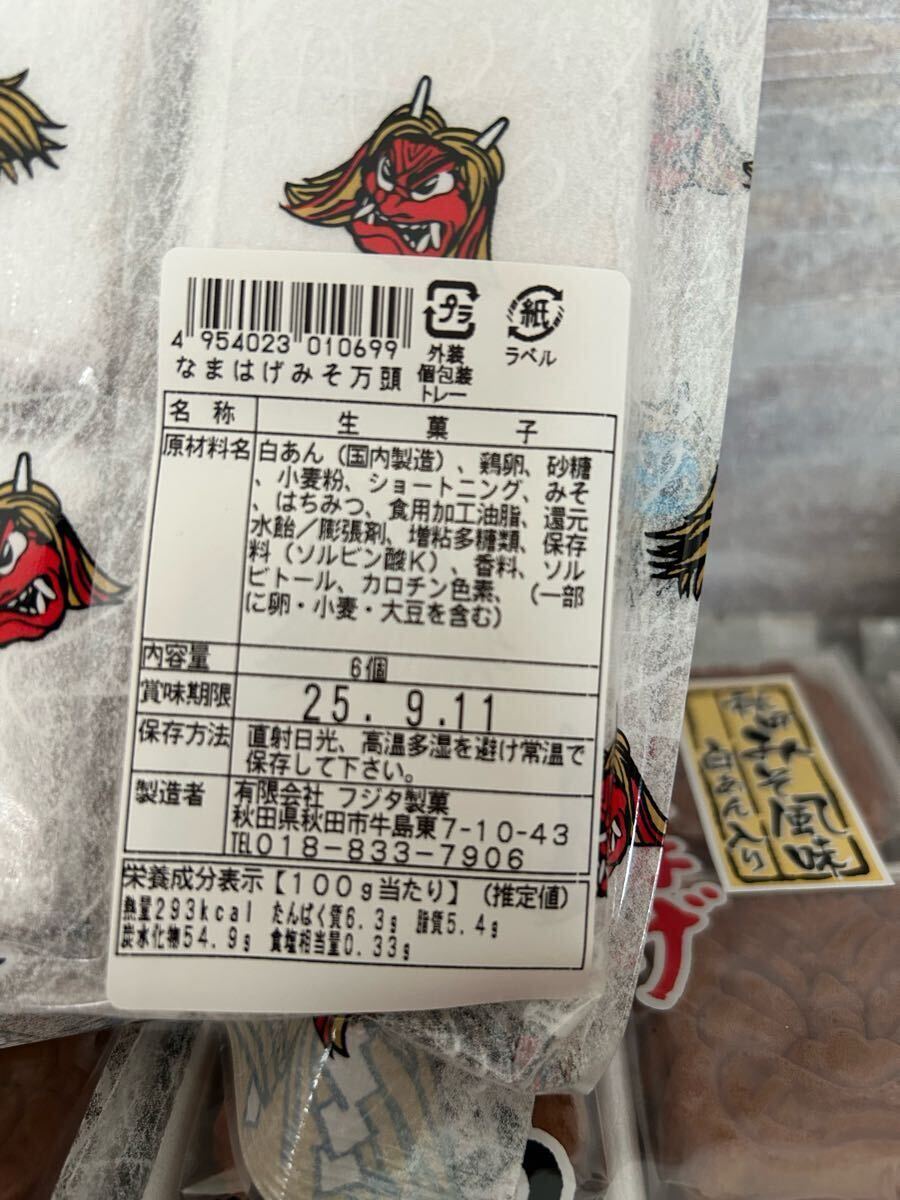 4 954023 010699
プラ
外装
個包装
トレー
紙
ラベル
なまはげみそ万頭
名称 生菓子
原材料名 白あん（国内製造）、鶏卵、砂糖
、小麦粉、ショートニング、みそ
、はちみつ、食用加工油脂、還元
水飴／膨張剤、増粘多糖類、保存
料（ソルビン酸K）、香料、ソル
ビトール、カロチン色素、（一部
に卵・小麦・大豆を含む）
内容量 6個
賞味期限 25. 9.11
保存方法 直射日光、高温多湿を避け常温で
保存して下さい。
製造者 有限会社 フジタ製菓
秋田県秋田市牛島東7-10-43
TEL018-833-7906
栄養成分表示【100g当たり】（推定値）
熱量293kcal たんぱく質6.3g 脂質5.4g
炭水化物54.9g 食塩相当量0.33g
みそ風味
白あん入り
げ